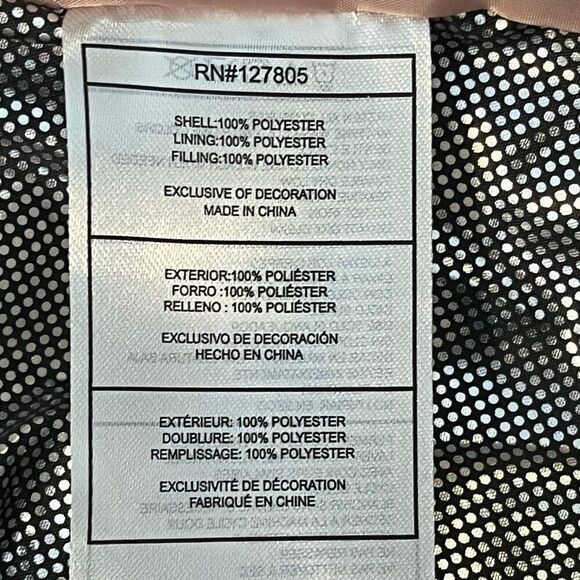 RN#127805
SHELL:100% POLYESTER
LINING:100% POLYESTER
FILLING:100% POLYESTER
EXCLUSIVE OF DECORATION
MADE IN CHINA
EXTERIOR:100% POLIÉSTER
FORRO :100% POLIÉSTER
RELLENO : 100% POLIÉSTER
EXCLUSIVO DE DECORACIÓN
HECHO EN CHINA
EXTÉRIEUR: 100% POLYESTER
DOUBLURE: 100% POLYESTER
REMPLISSAGE: 100% POLYESTER
EXCLUSIVITÉ DE DÉCORATION
FABRIQUÉ EN CHINE